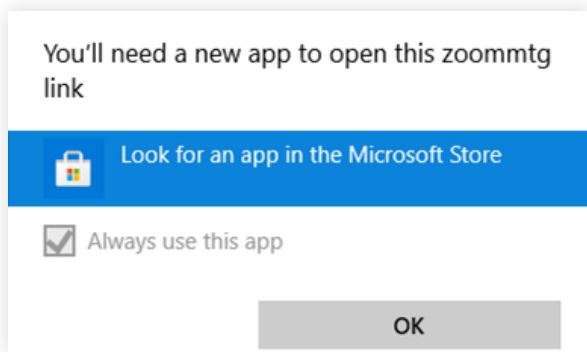 You’ll need a new app to open this zoommtg
link
Look for an app in the Microsoft Store
Always use this app
OK